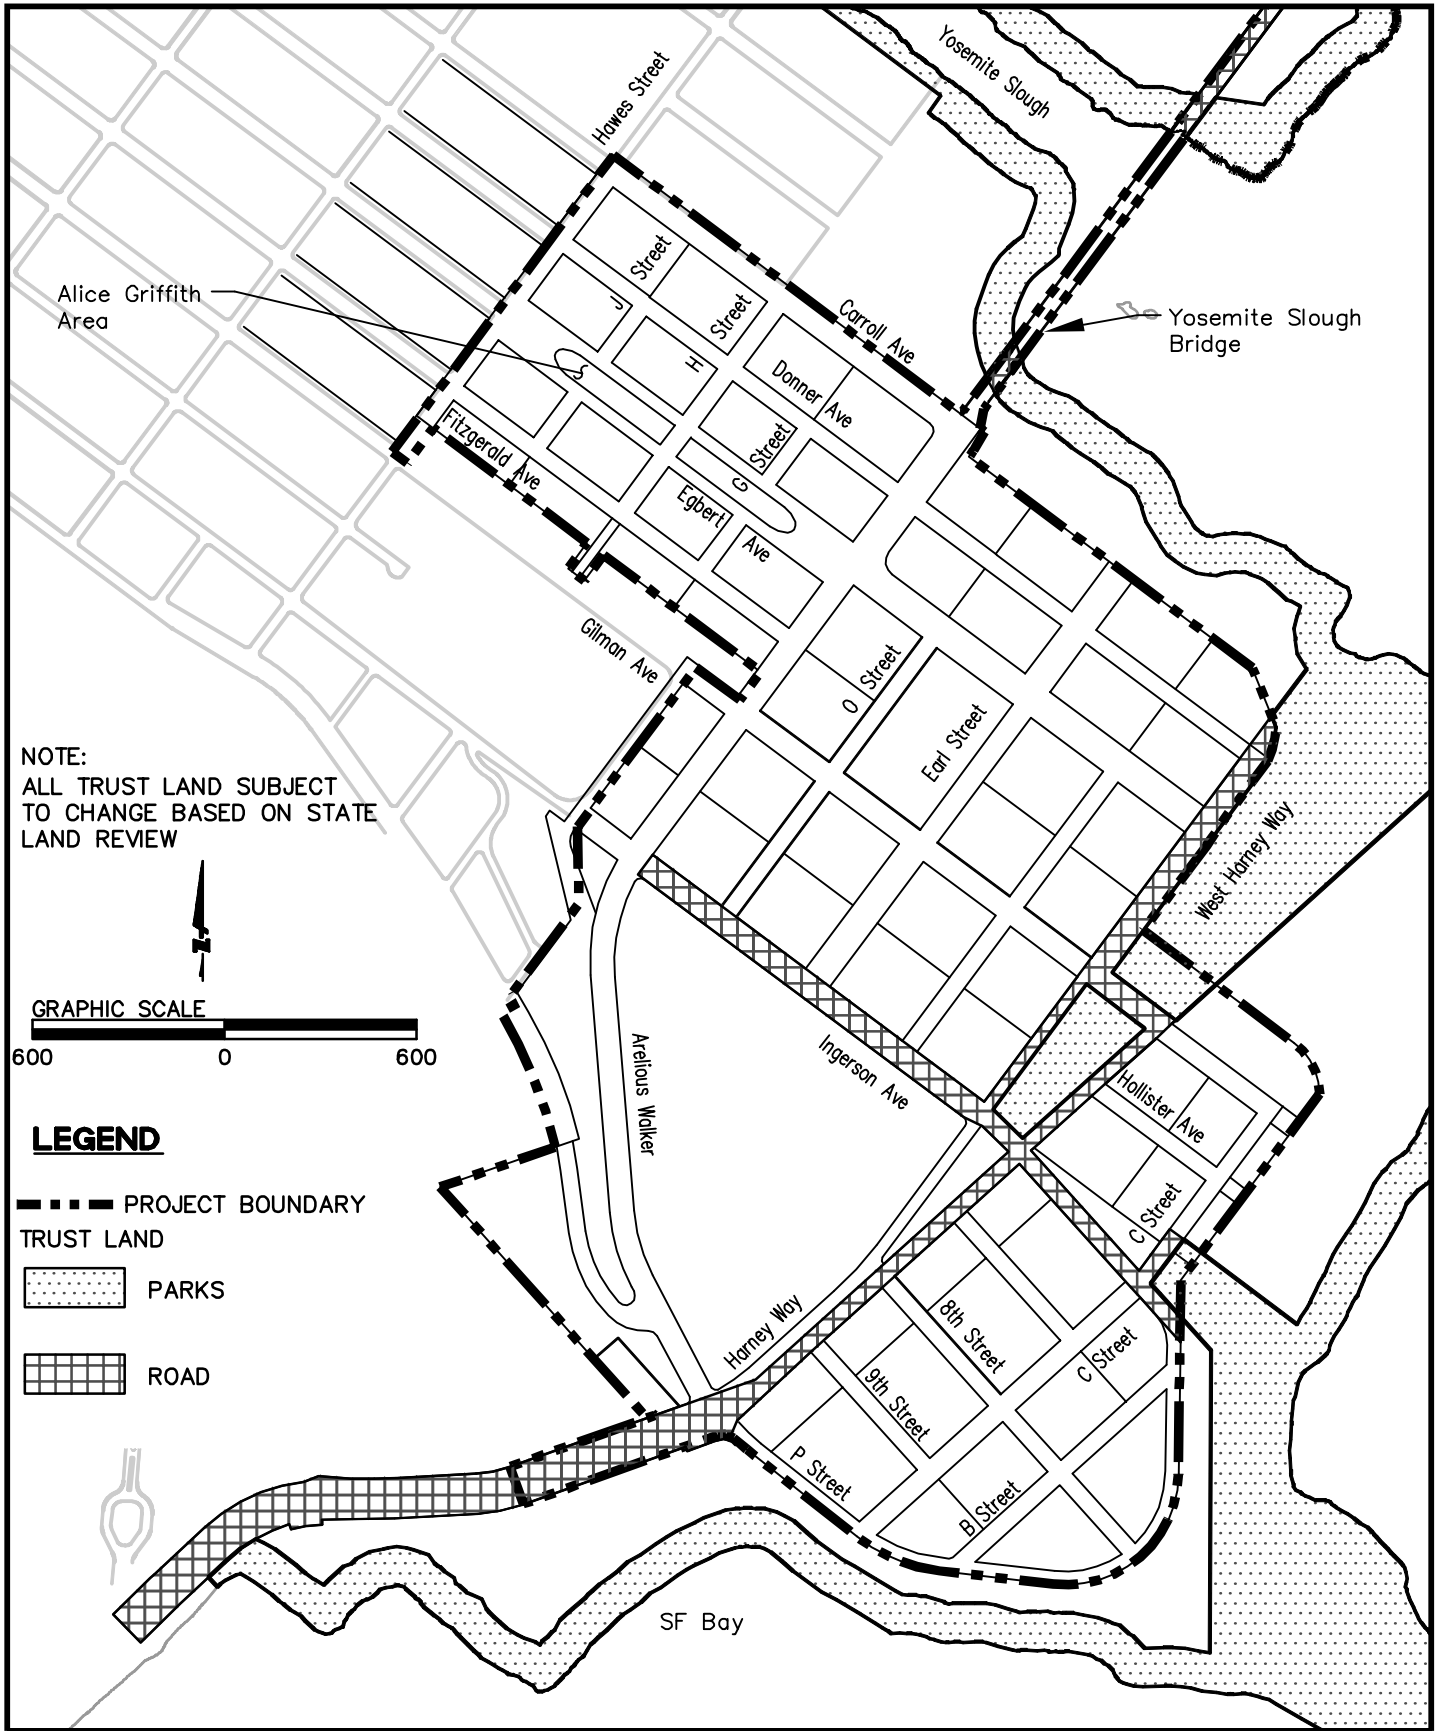 Yosemite Slough
Hawes Street
Alice Griffith
Area
Street
J
Street
H
Carroll Ave
Yosemite Slough
Bridge
Donner Ave
S
Fitzgerald Ave
Street
G
Egbert
Ave
Gilman Ave
Street
O
Earl Street
NOTE:
ALL TRUST LAND SUBJECT
TO CHANGE BASED ON STATE
LAND REVIEW
West Harney Way
N
GRAPHIC SCALE
600
0
600
Arelious Walker
Ingerson Ave
Hollister Ave
LEGEND
PROJECT BOUNDARY
TRUST LAND
PARKS
ROAD
C Street
Harney Way
8th Street
C Street
9th Street
P Street
B Street
SF Bay